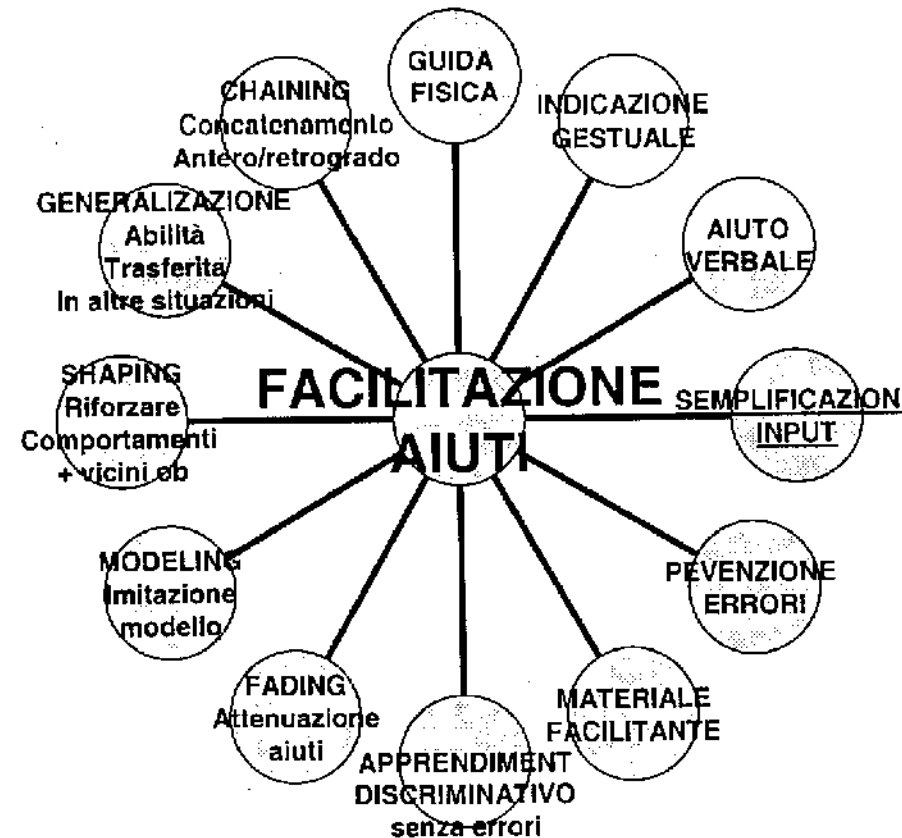 GUIDA
FISICA
INDICAZIONE
GESTUALE
AIUTO
VERBALE
SEMPLIFICAZION
INPUT
PEVENZIONE
ERRORI
MATERIALE
FACILITANTE
APPRENDIMENT
DISCRIMINATIVO
senza errori
FADING
Attenuazione
aiuti
MODELING
Imitazione
modello
SHAPING
Riforzare
Comportamenti
+ vicini ob
GENERALIZAZIONE
Abilità
Trasferita
In altre situazioni
CHAINING
Concatenamento
Antero/retrogrado
FACILITAZIONE
AIUTI